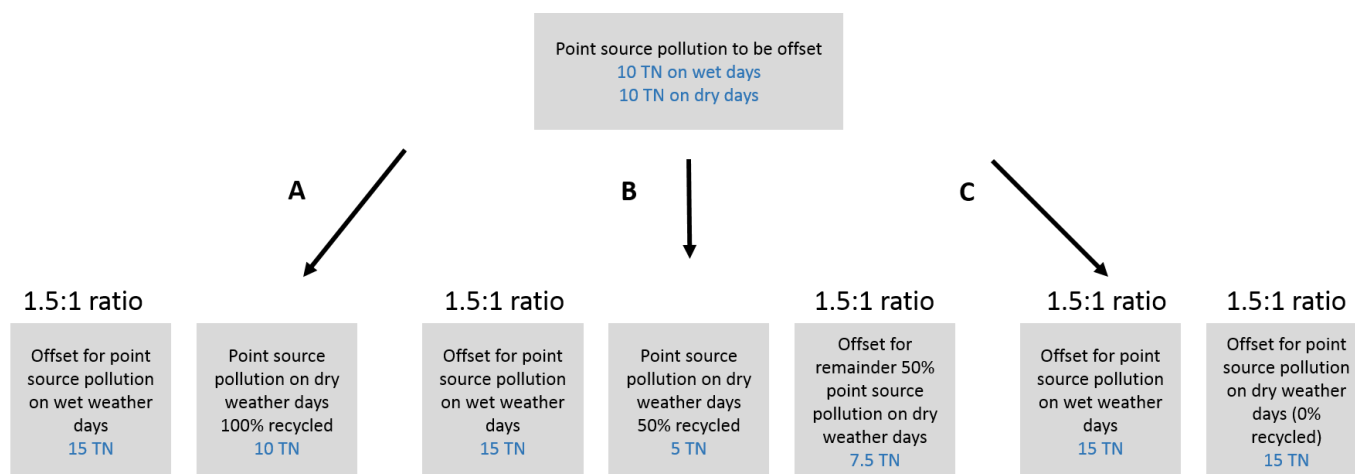 Point source pollution to be offset
10 TN on wet days
10 TN on dry days
A
B
C
1.5:1 ratio
Offset for point
source pollution
on wet weather
days
15 TN
Point source
pollution on dry
weather days
100% recycled
10 TN
1.5:1 ratio
Offset for point
source pollution
on wet weather
days
15 TN
Point source
pollution on dry
weather days
50% recycled
5 TN
1.5:1 ratio
Offset for
remainder 50%
point source
pollution on dry
weather days
7.5 TN
1.5:1 ratio
Offset for point
source pollution
on wet weather
days
15 TN
1.5:1 ratio
Offset for point
source pollution
on dry weather
days (0%
recycled)
15 TN